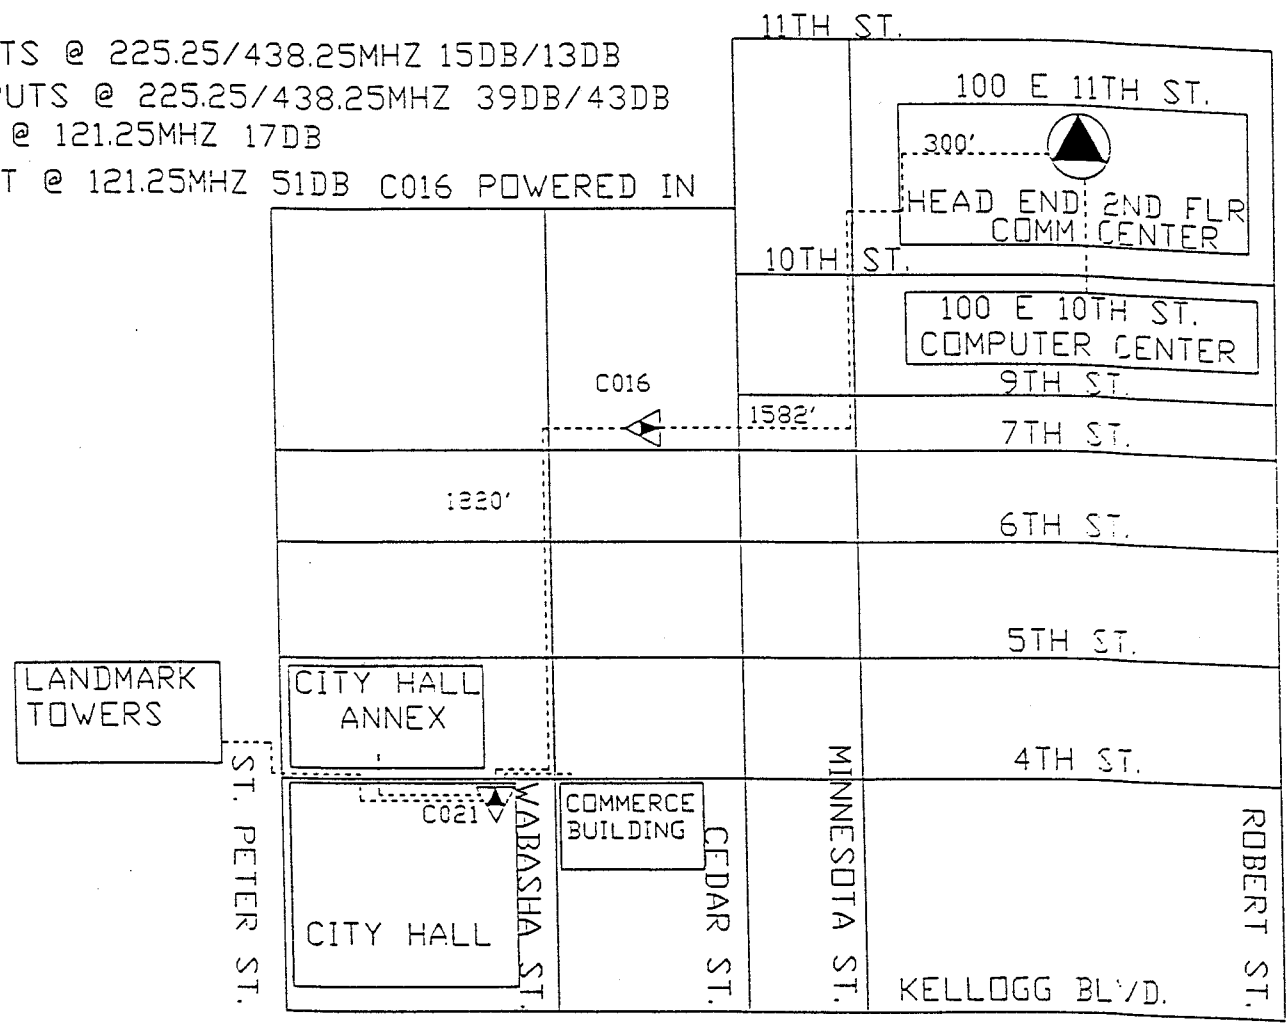 11TH ST.
TS @ 225.25/438.25MHZ 15DB/13DB
PUTS @ 225.25/438.25MHZ 39DB/43DB
@ 121.25MHZ 17DB
T @ 121.25MHZ 51DB C016 POWERED IN
100 E 11TH ST.
300'
HEAD END 2ND FLR
COMM CENTER
10TH ST.
100 E 10TH ST.
COMPUTER CENTER
9TH ST.
C016
1582'
7TH ST.
6TH ST.
5TH ST.
LANDMARK
TOWERS
CITY HALL
ANNEX
4TH ST.
C021
COMMERCE
BUILDING
CITY HALL
ST. PETER ST.
WABASHA ST.
CEDAR ST.
MINNESOTA ST.
ROBERT ST.
KELLOGG BLVD.